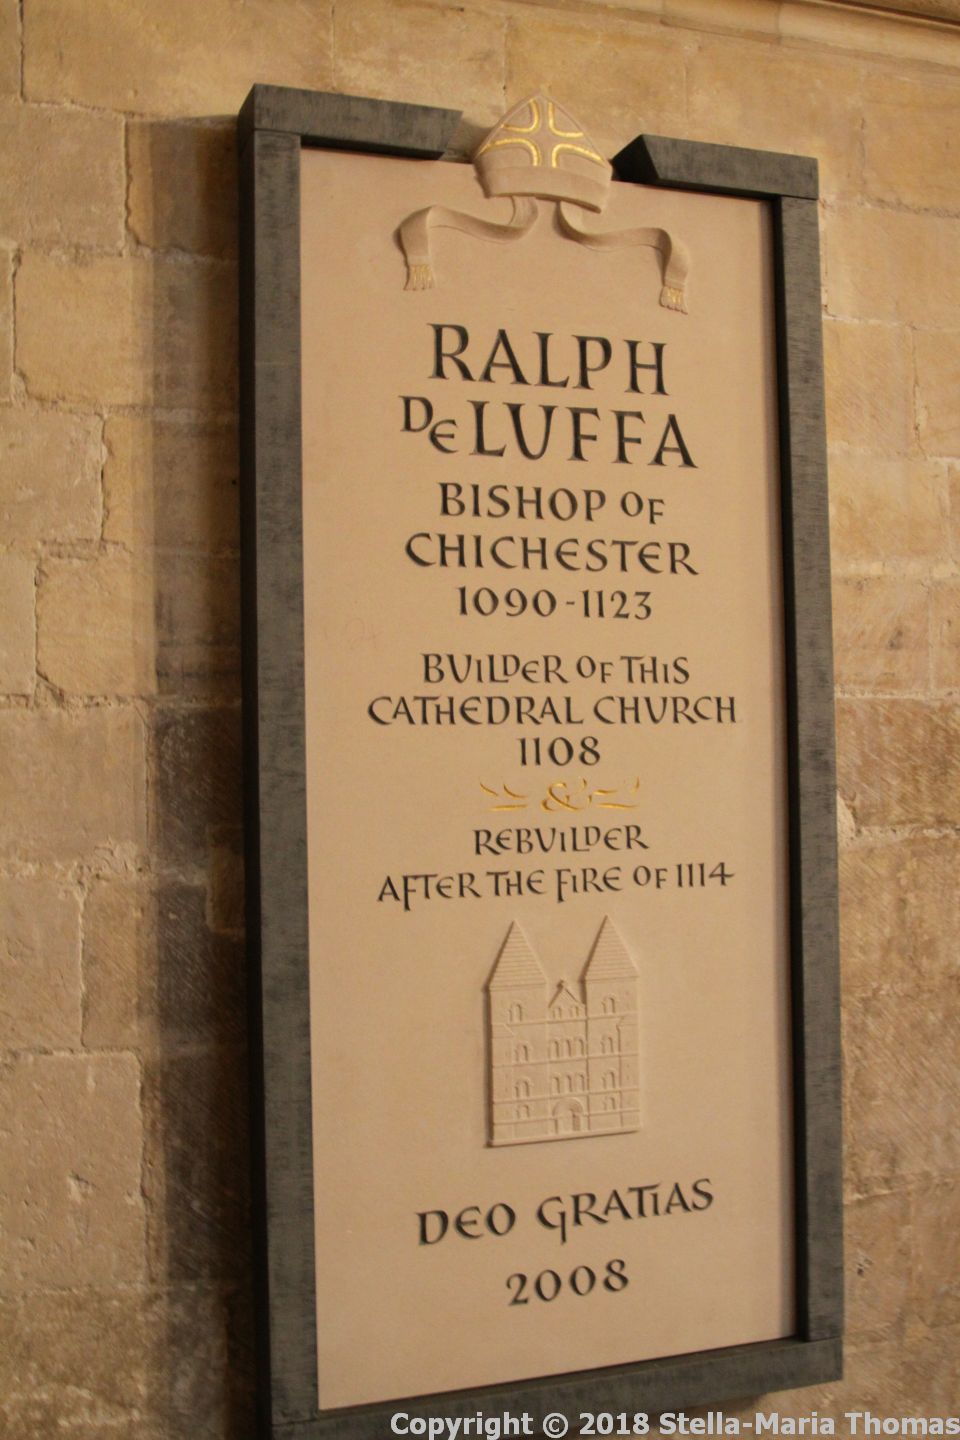 RALPH
DE LUFFA
BISHOP OF
CHICHESTER
1090-1123
BUILDER OF THIS
CATHEDRAL CHURCH
1108
&
REBUILDER
AFTER THE FIRE OF 1114
DEO GRATIAS
2008
Copyright © 2018 Stella-Maria Thomas